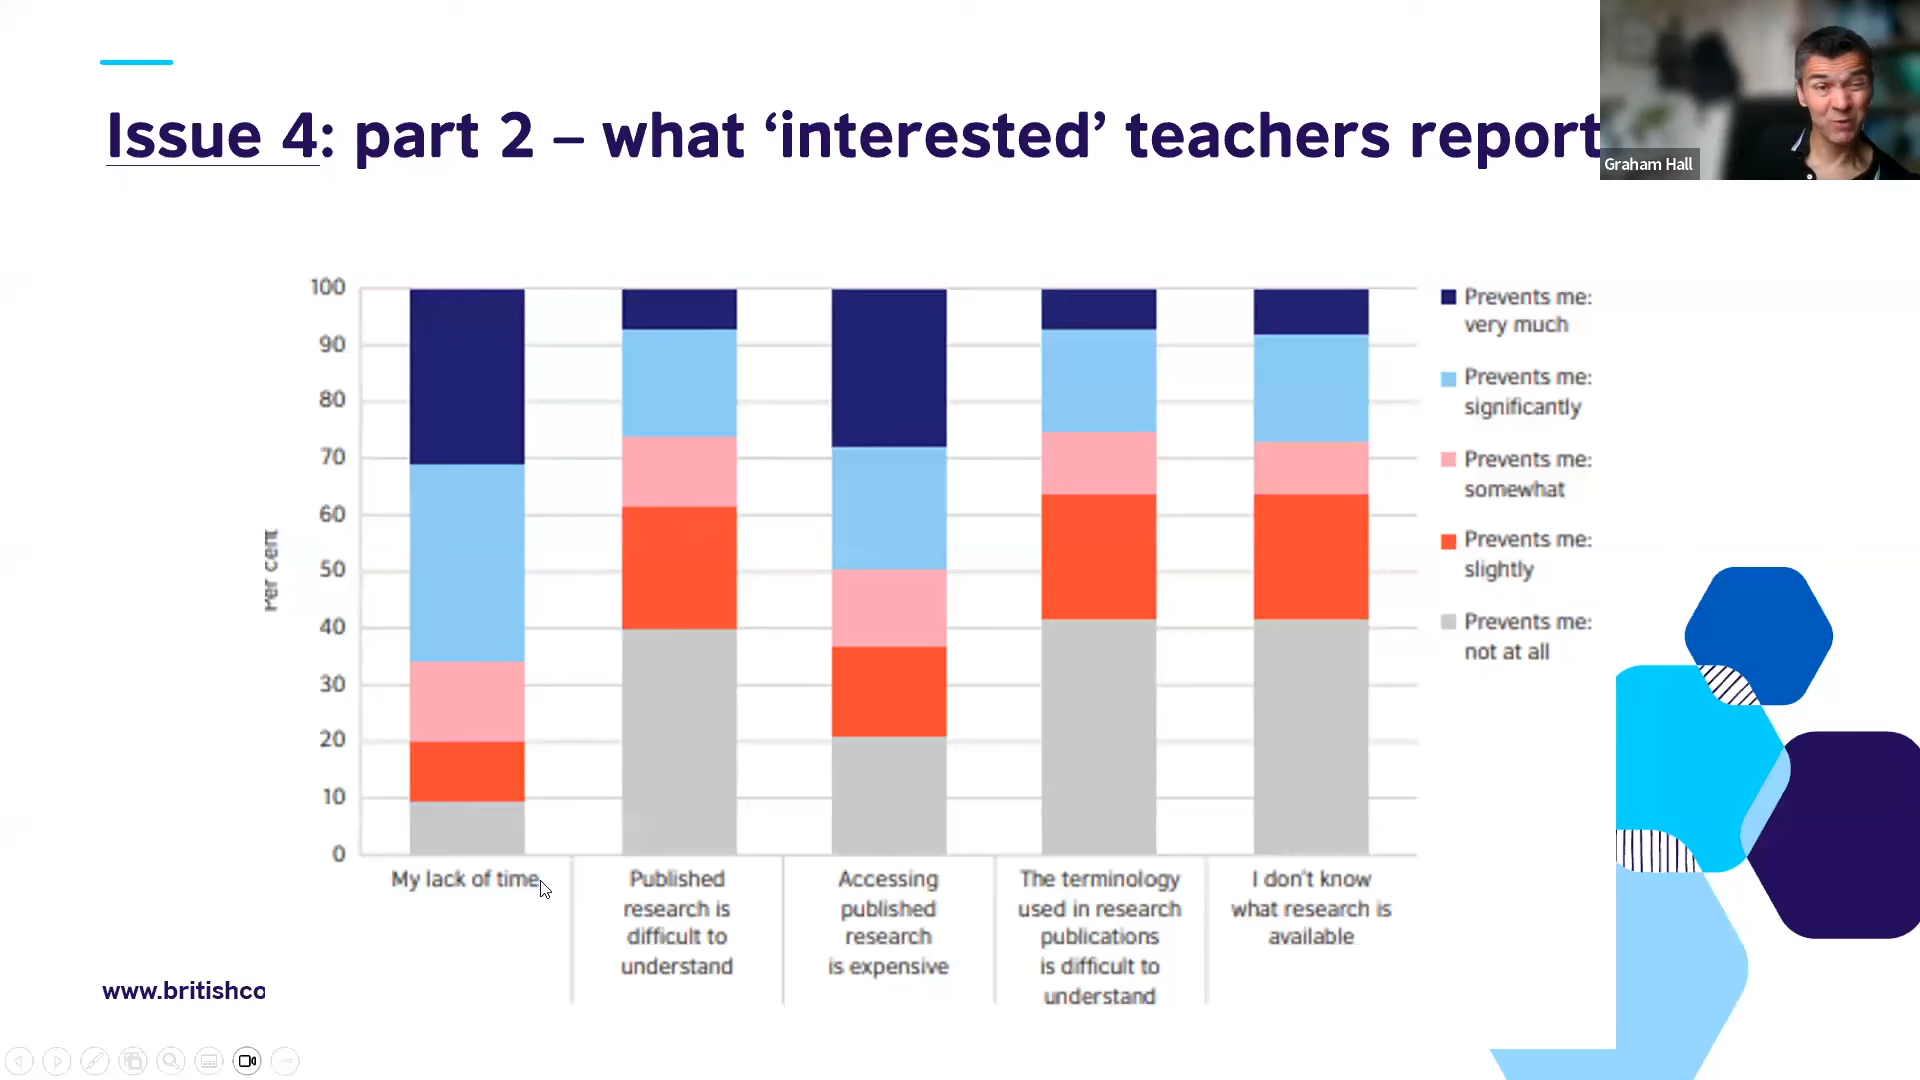 Issue 4: part 2 – what ‘interested’ teachers report
Graham Hall
100
90
80
70
60
50
40
30
20
10
0
Per cent
Prevents me:
very much
Prevents me:
significantly
Prevents me:
somewhat
Prevents me:
slightly
Prevents me:
not at all
My lack of time
Published
research is
difficult to
understand
Accessing
published
research
is expensive
The terminology
used in research
publications
is difficult to
understand
I don't know
what research is
available
www.britishco